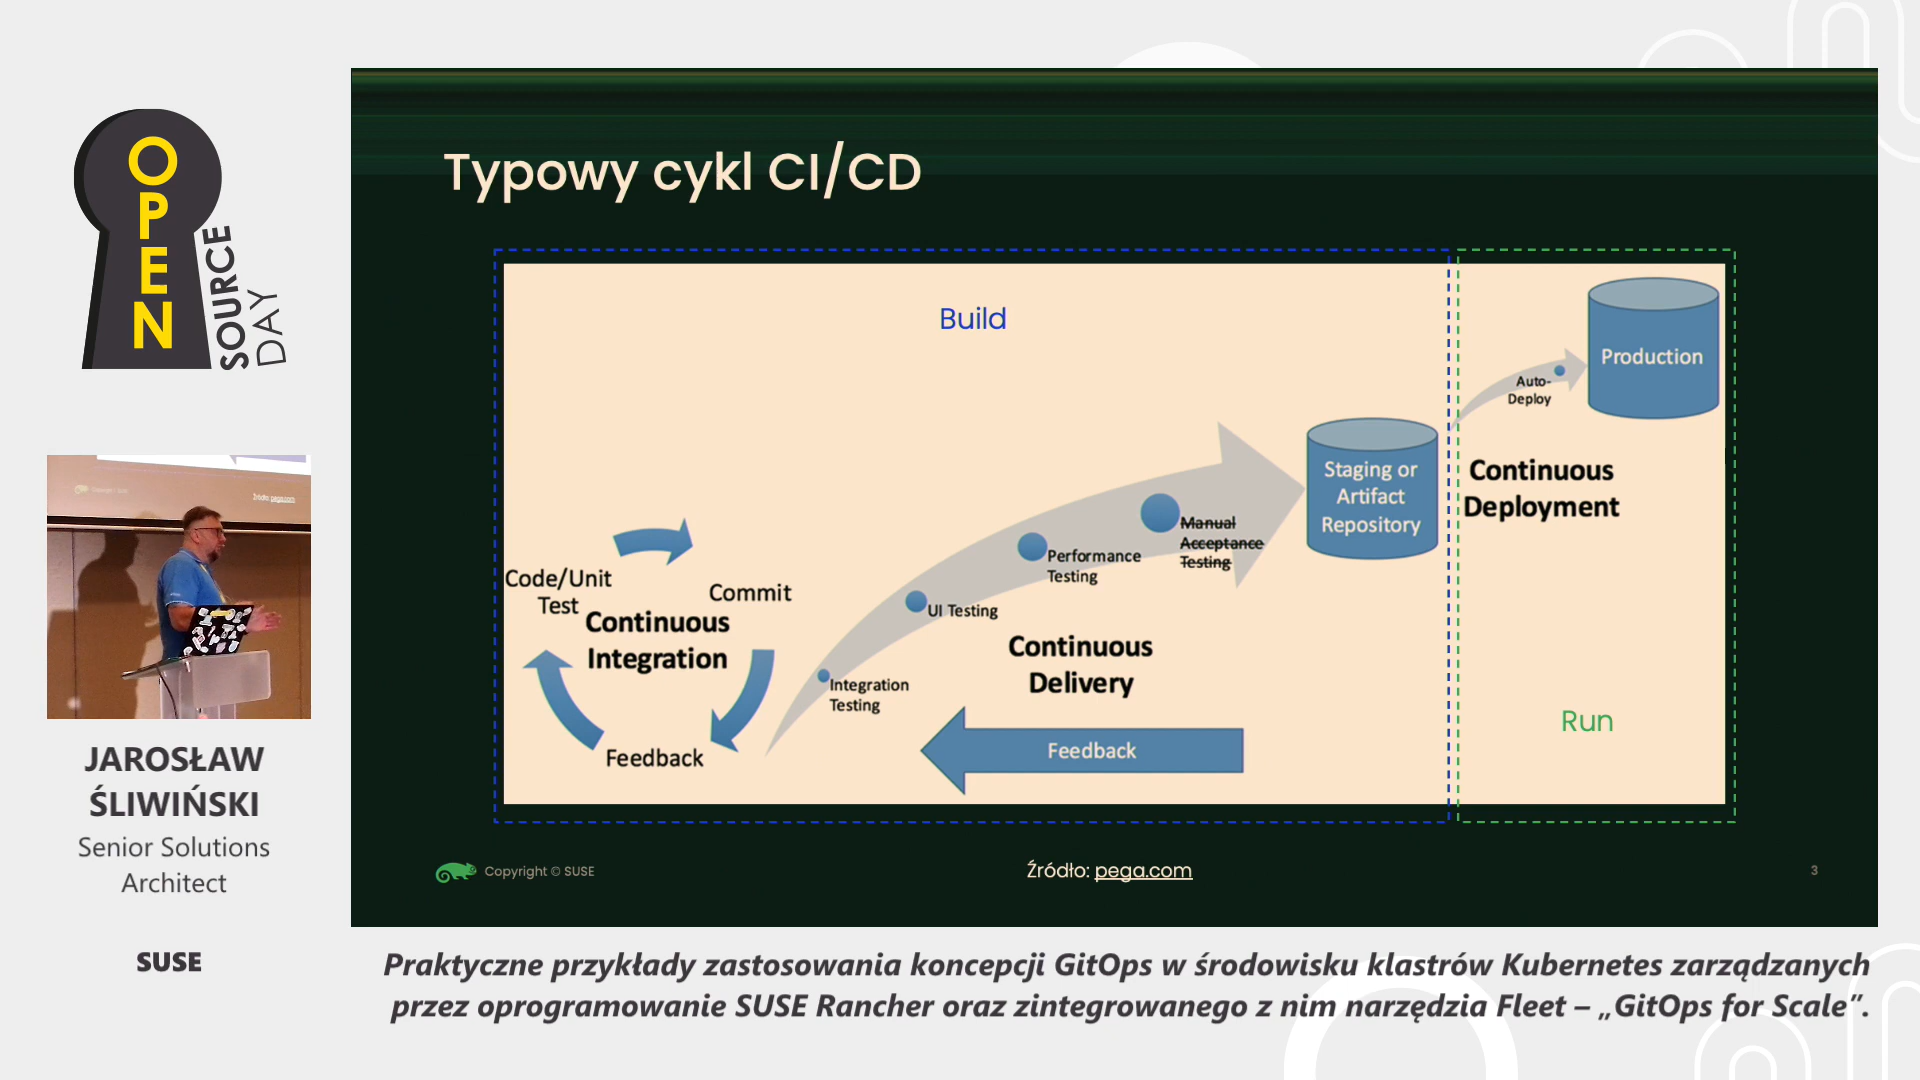 OPEN
SOURCE
DAY
JAROSŁAW
ŚLIWIŃSKI
Senior Solutions
Architect
SUSE
Typowy cykl CI/CD
Build
Code/Unit
Test
Commit
Continuous
Integration
Feedback
Integration
Testing
UI Testing
Performance
Testing
Manual
Acceptance
Testing
Continuous
Delivery
Feedback
Staging or
Artifact
Repository
Auto-
Deploy
Production
Continuous
Deployment
Run
Copyright © SUSE
Źródło: pega.com
3
Praktyczne przykłady zastosowania koncepcji GitOps w środowisku klastrów Kubernetes zarządzanych
przez oprogramowanie SUSE Rancher oraz zintegrowanego z nim narzędzia Fleet – „GitOps for Scale”.